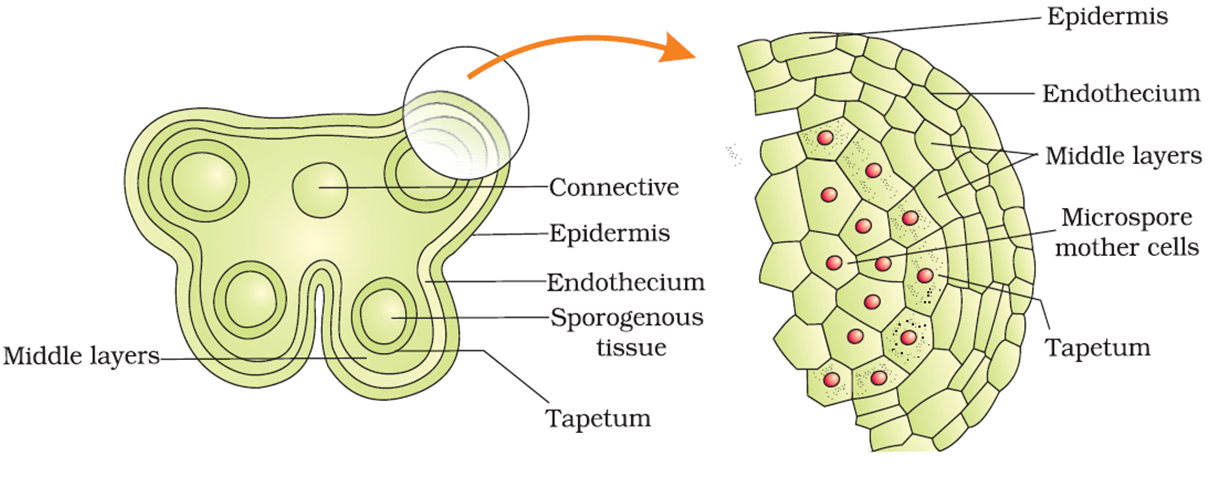 Connective
Epidermis
Endothecium
Sporogenous
tissue
Middle layers
Tapetum
Epidermis
Endothecium
Middle layers
Microspore
mother cells
Tapetum